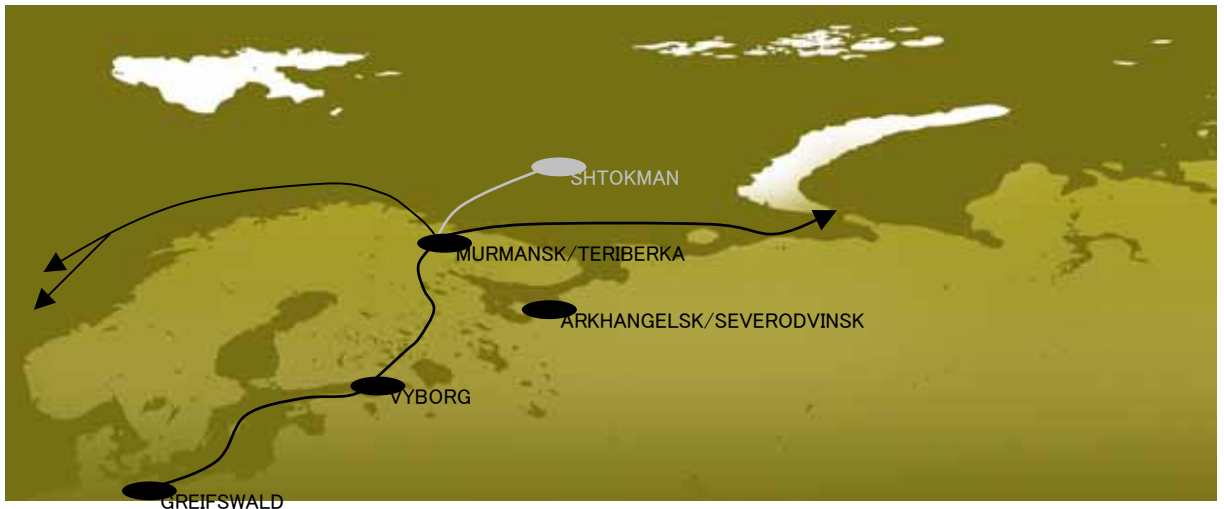 SHTOKMAN
MURMANSK/TERIBERKA
ARKHANGELSK/SEVERODVINSK
VYBORG
GREIFSWALD